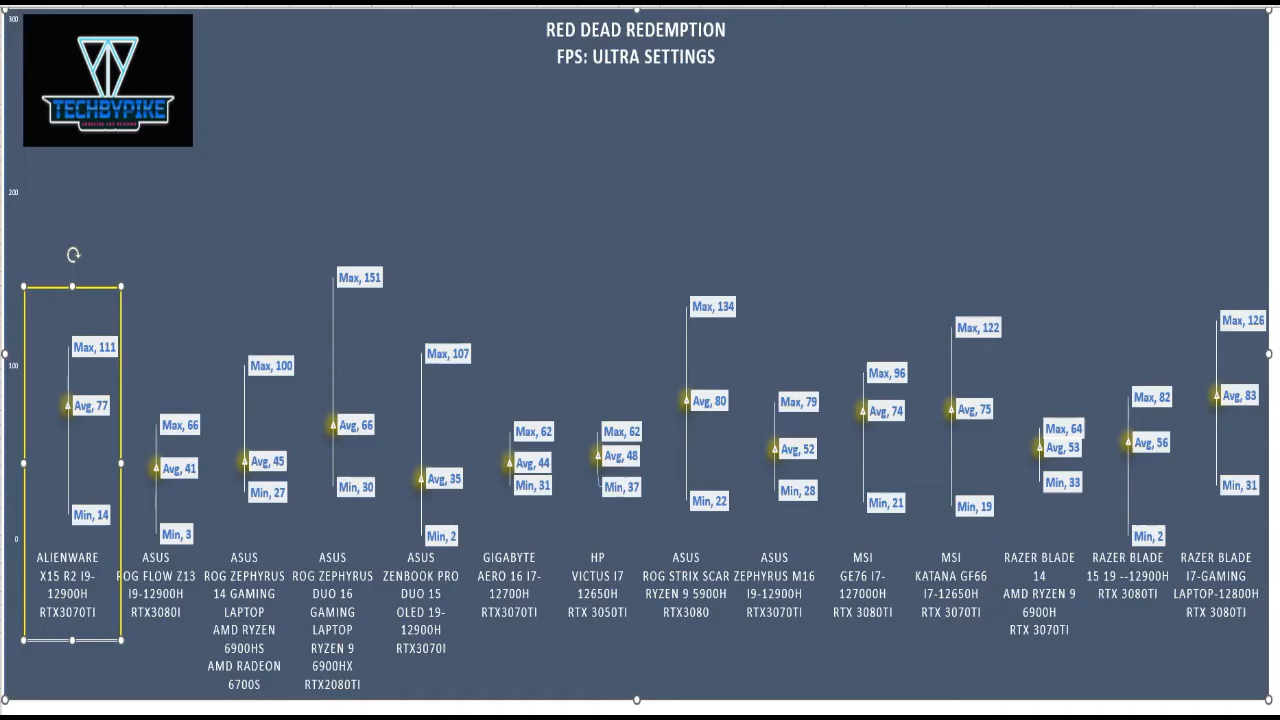 RED DEAD REDEMPTION
FPS: ULTRA SETTINGS
TECHBYPIKE
300
200
100
0
Max, 111
Avg, 77
Min, 14
Max, 66
Avg, 41
Min, 3
Max, 100
Avg, 45
Min, 27
Max, 151
Avg, 66
Min, 30
Max, 107
Avg, 35
Min, 2
Max, 62
Avg, 44
Min, 31
Max, 62
Avg, 48
Min, 37
Max, 134
Avg, 80
Min, 22
Max, 79
Avg, 52
Min, 28
Max, 96
Avg, 74
Min, 21
Max, 122
Avg, 75
Min, 19
Max, 64
Avg, 53
Min, 33
Max, 82
Avg, 56
Min, 2
Max, 126
Avg, 83
Min, 31
ALIENWARE
X15 R2 I9-
12900H
RTX3070TI
ASUS
ROG FLOW Z13
I9-12900H
RTX3080I
ASUS
ROG ZEPHYRUS
14 GAMING
LAPTOP
AMD RYZEN
6900HS
AMD RADEON
6700S
ASUS
ROG ZEPHYRUS
DUO 16
GAMING
LAPTOP
RYZEN 9
6900HX
RTX2080TI
ASUS
ZENBOOK PRO
DUO 15
OLED 19-
12900H
RTX3070I
GIGABYTE
AERO 16 I7-
12700H
RTX3070TI
HP
VICTUS I7
12650H
RTX 3050TI
ASUS
ROG STRIX SCAR
RYZEN 9 5900H
RTX3080
ASUS
ZEPHYRUS M16
I9-12900H
RTX3070TI
MSI
GE76 I7-
127000H
RTX 3080TI
MSI
KATANA GF66
I7-12650H
RTX 3070TI
RAZER BLADE
14
AMD RYZEN 9
6900H
RTX 3070TI
RAZER BLADE
15 19 --12900H
RTX 3080TI
RAZER BLADE
I7-GAMING
LAPTOP-12800H
RTX 3080TI